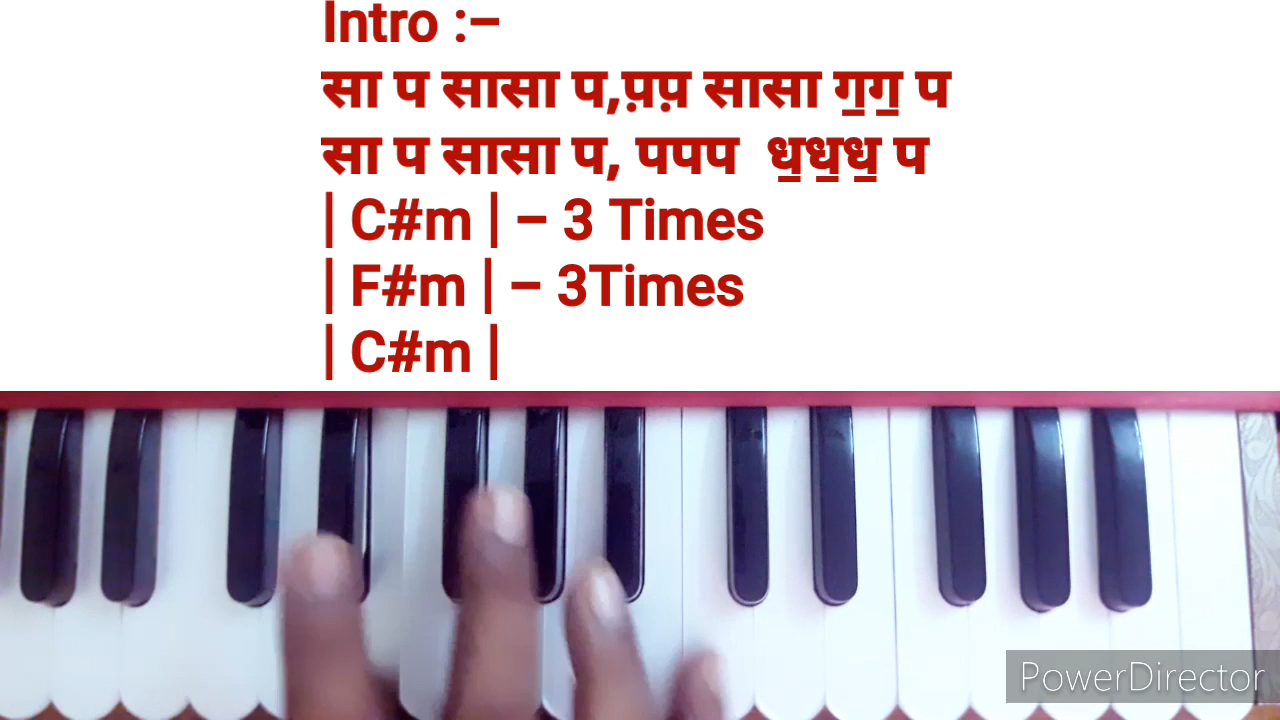 Intro :–
सा प सासा प,प़प़ सासा ग॒ग॒ प
सा प सासा प, पपप ध॒ध॒ध॒ प
| C#m | – 3 Times
| F#m | – 3Times
| C#m |
PowerDirector